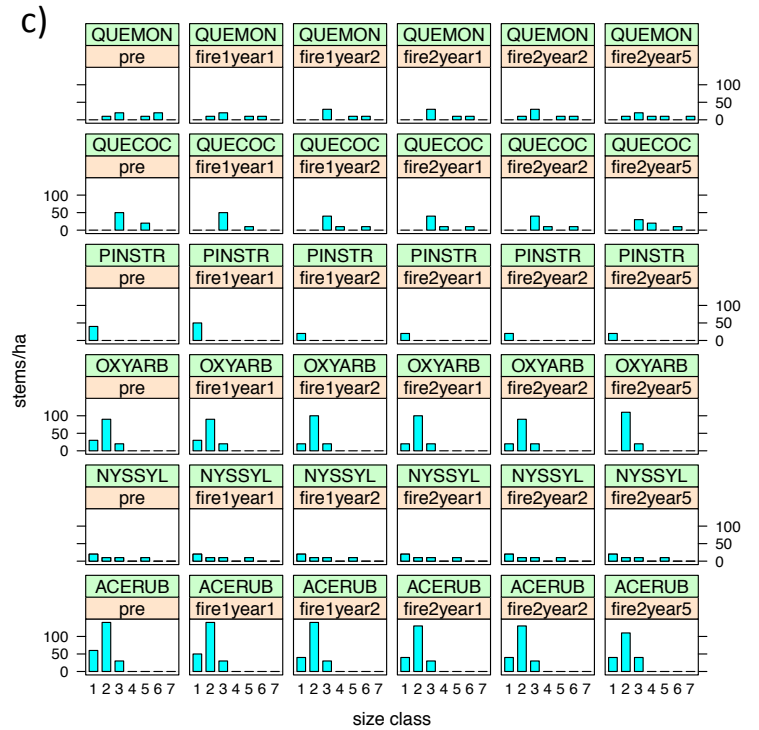 c)
QUEMON QUEMON QUEMON QUEMON QUEMON QUEMON
pre fire1year1 fire1year2 fire2year1 fire2year2 fire2year5
100
50
0
QUECOC QUECOC QUECOC QUECOC QUECOC QUECOC
pre fire1year1 fire1year2 fire2year1 fire2year2 fire2year5
100
50
0
PINSTR PINSTR PINSTR PINSTR PINSTR PINSTR
pre fire1year1 fire1year2 fire2year1 fire2year2 fire2year5
100
50
0
stems/ha
OXYARB OXYARB OXYARB OXYARB OXYARB OXYARB
pre fire1year1 fire1year2 fire2year1 fire2year2 fire2year5
100
50
0
NYSSYL NYSSYL NYSSYL NYSSYL NYSSYL NYSSYL
pre fire1year1 fire1year2 fire2year1 fire2year2 fire2year5
100
50
0
ACERUB ACERUB ACERUB ACERUB ACERUB ACERUB
pre fire1year1 fire1year2 fire2year1 fire2year2 fire2year5
100
50
0
1 2 3 4 5 6 7 1 2 3 4 5 6 7 1 2 3 4 5 6 7 1 2 3 4 5 6 7 1 2 3 4 5 6 7 1 2 3 4 5 6 7
size class